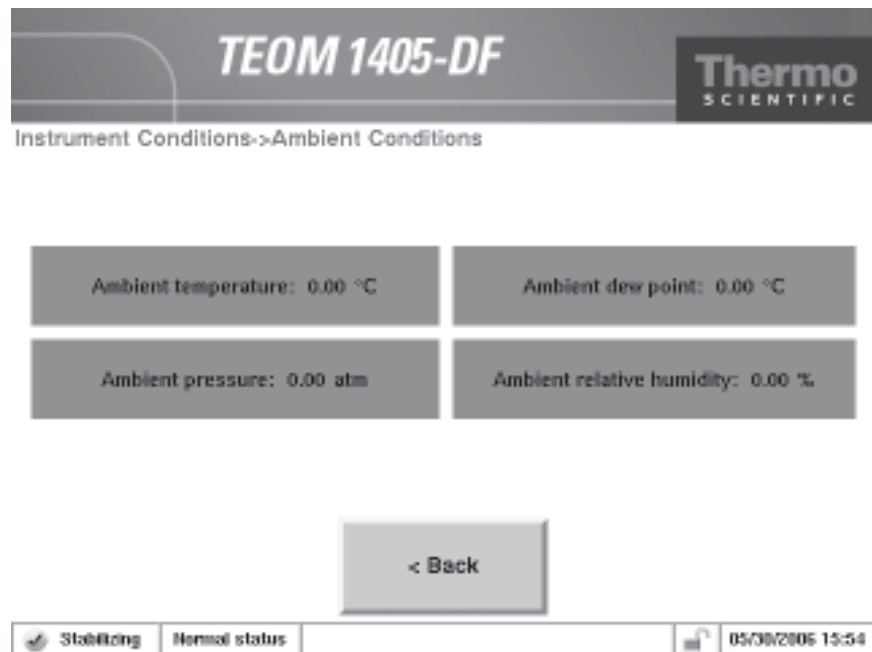 TEOM 1405-DF
Thermo
SCIENTIFIC
Instrument Conditions->Ambient Conditions
Ambient temperature: 0.00 °C
Ambient dew point: 0.00 °C
Ambient pressure: 0.00 atm
Ambient relative humidity: 0.00 %
< Back
Stabilizing
Normal status
05/30/2006 15:54